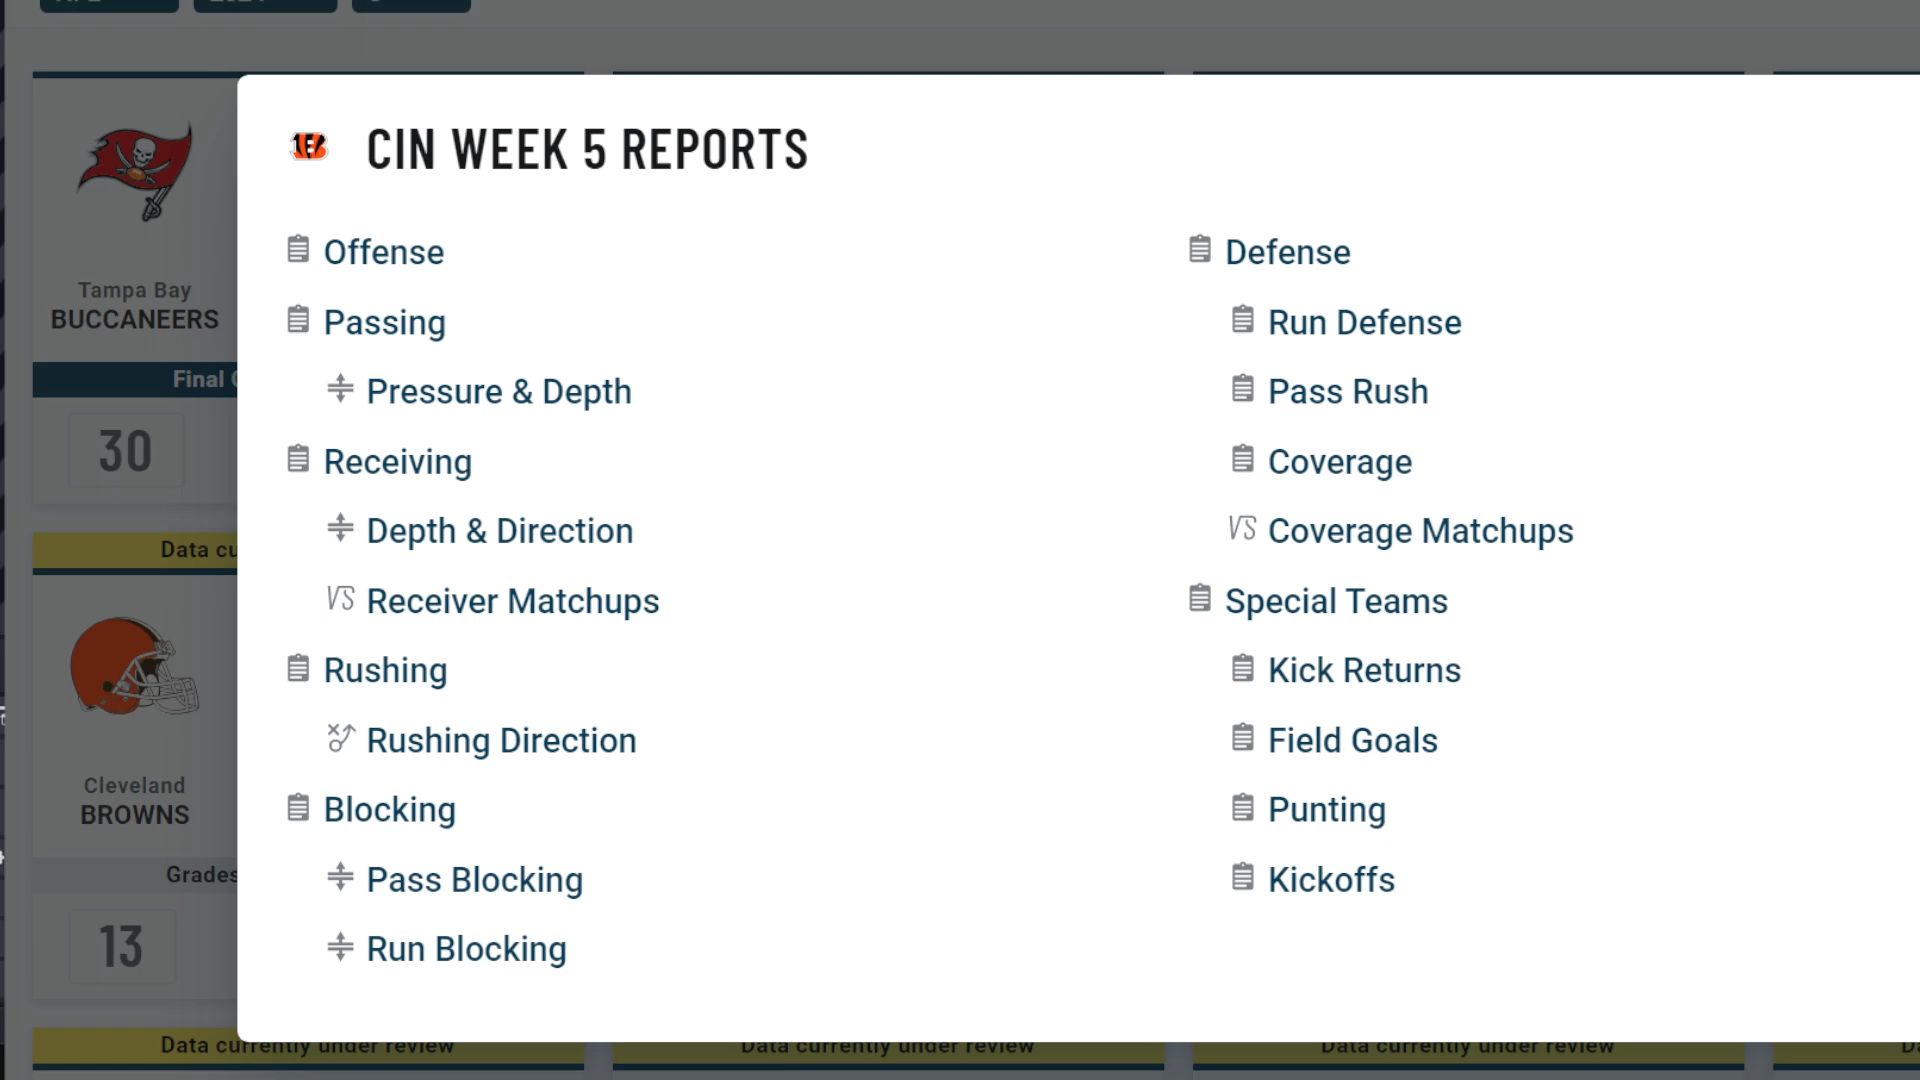 CIN WEEK 5 REPORTS
Offense
Passing
Pressure & Depth
Receiving
Depth & Direction
VS Receiver Matchups
Rushing
Rushing Direction
Blocking
Pass Blocking
Run Blocking
Defense
Run Defense
Pass Rush
Coverage
VS Coverage Matchups
Special Teams
Kick Returns
Field Goals
Punting
Kickoffs
Tampa Bay
BUCCANEERS
Final
30
Data
Cleveland
BROWNS
Grades
13
Data currently under review
Data currently under review
Data currently under review